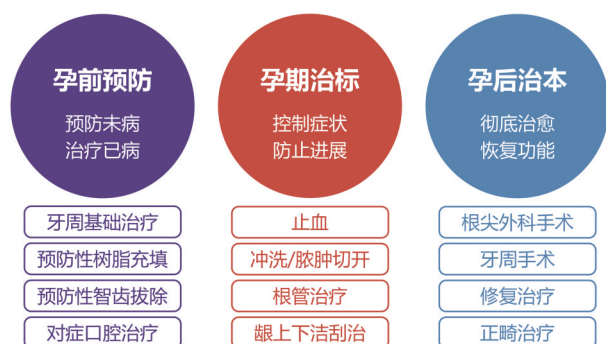 孕前预防
预防未病
治疗已病
牙周基础治疗
预防性树脂充填
预防性智齿拔除
对症口腔治疗
孕期治标
控制症状
防止进展
止血
冲洗/脓肿切开
根管治疗
龈上下洁刮治
孕后治本
彻底治愈
恢复功能
根尖外科手术
牙周手术
修复治疗
正畸治疗